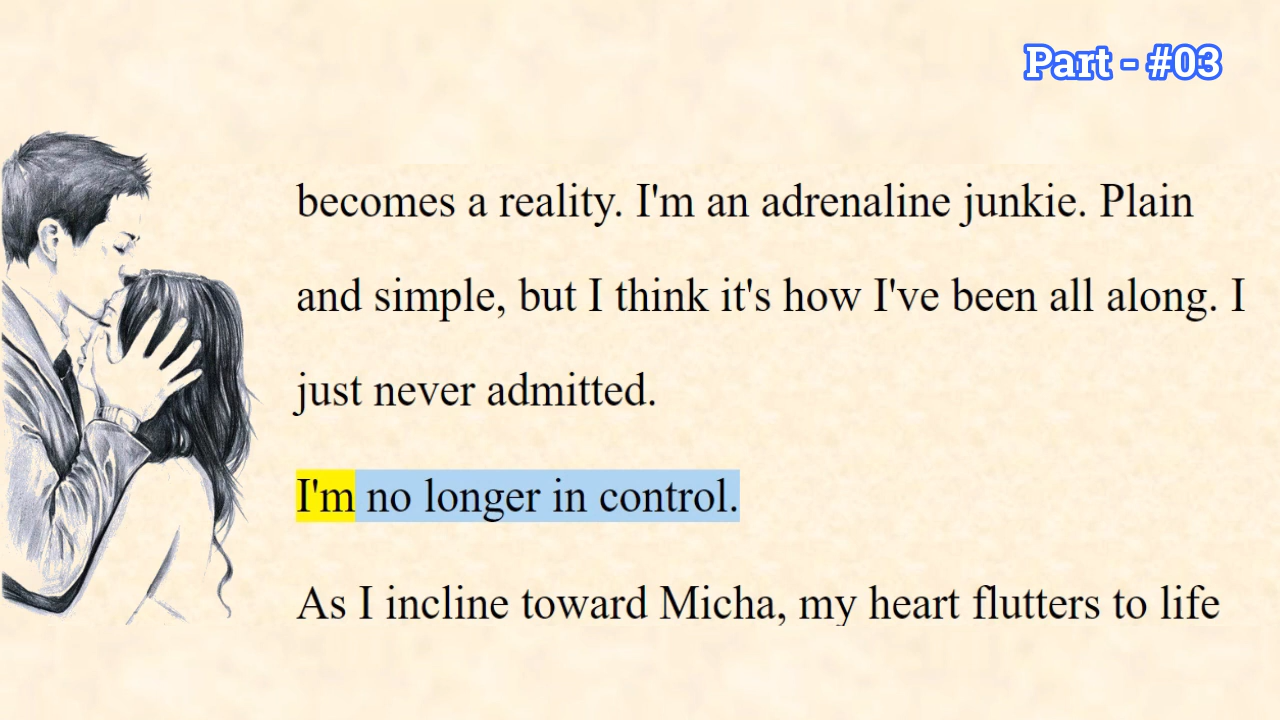 Part - #03
becomes a reality. I'm an adrenaline junkie. Plain
and simple, but I think it's how I've been all along. I
just never admitted.
I'm no longer in control.
As I incline toward Micha, my heart flutters to life